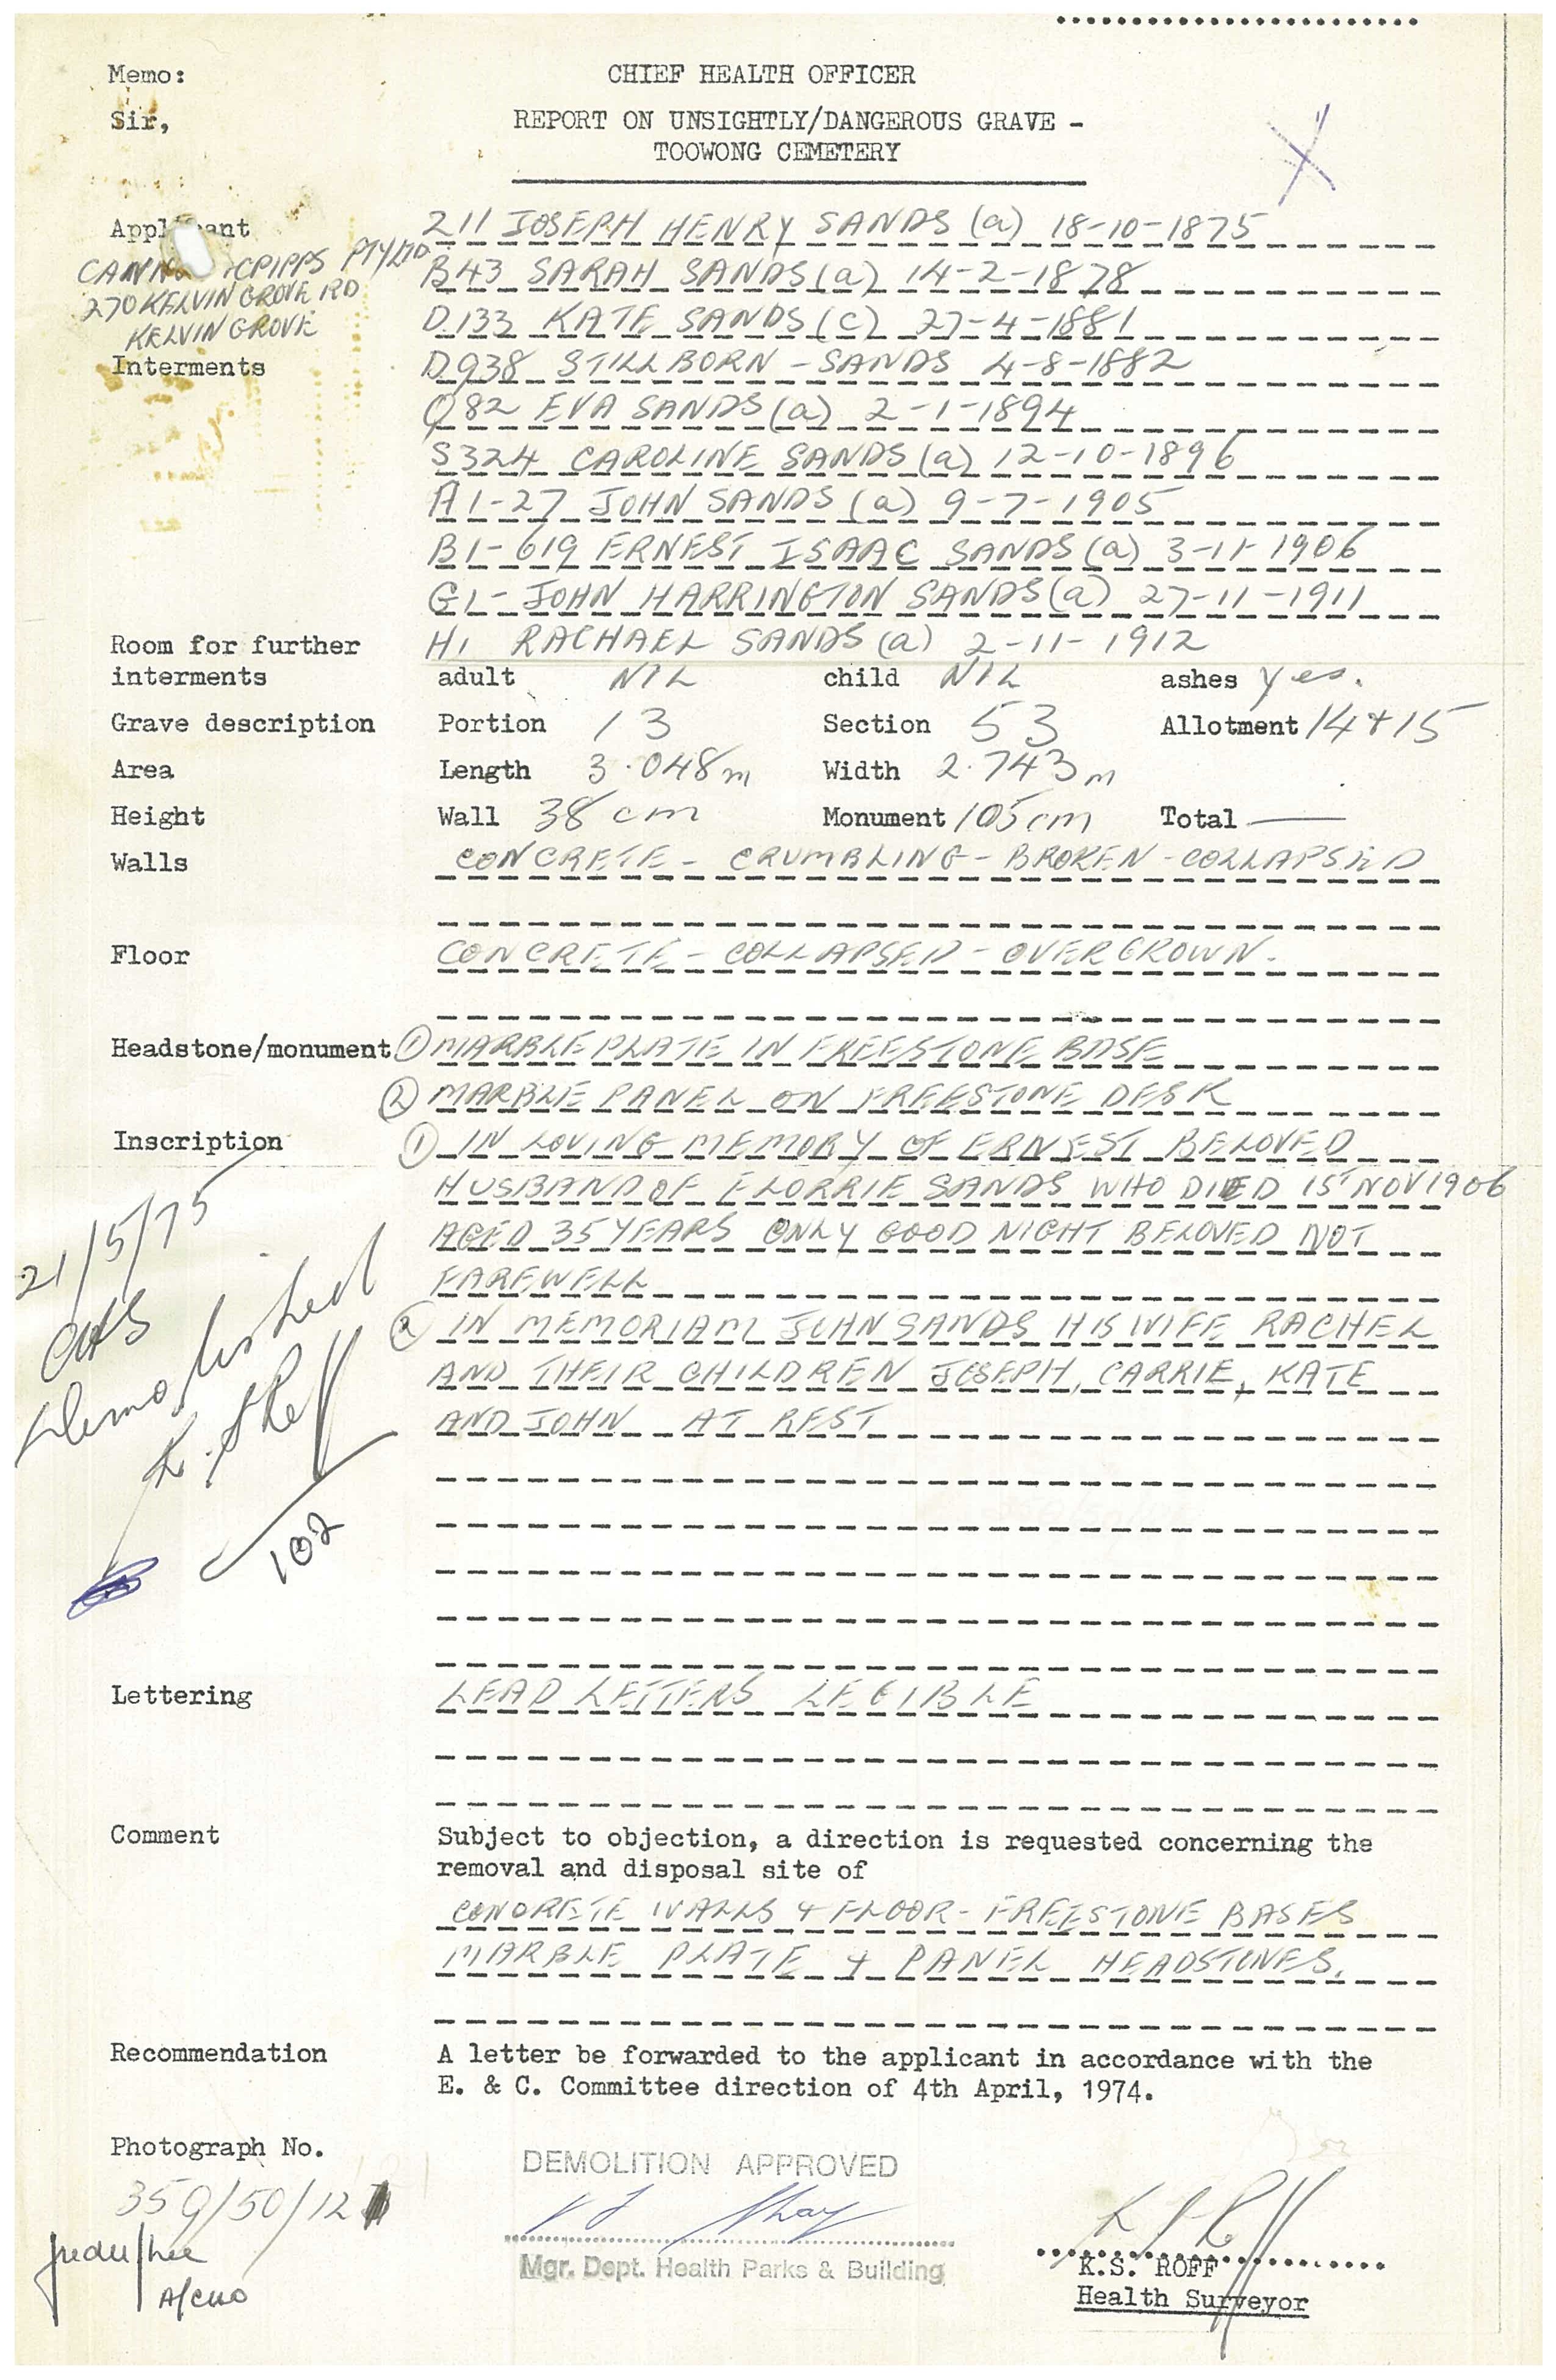 Memo:
CHIEF HEALTH OFFICER
Sir,
REPORT ON UNSIGHTLY/DANGEROUS GRAVE -
TOOWONG CEMETERY
Applicant
CANN CRIPPS PTY LTD
270 KELVIN GROVE RD
KELVIN GROVE
Interments
211 JOSEPH HENRY SANDS (a) 18-10-1875
B43 SARAH SANDS (a) 14-2-1878
D133 KATE SANDS (c) 27-4-1881
D938 STILLBORN - SANDS 4-8-1882
Q82 EVA SANDS (a) 2-1-1894
S324 CAROLINE SANDS (a) 12-10-1896
A1-27 JOHN SANDS (a) 9-7-1905
B1-619 ERNEST ISAAC SANDS (a) 3-11-1906
G1- JOHN HARRINGTON SANDS (a) 27-11-1911
H1 RACHAEL SANDS (a) 2-11-1912
Room for further
interments adult NIL child NIL ashes yes.
Grave description Portion 13 Section 53 Allotment 14+15
Area Length 3.048m Width 2.743m
Height Wall 38cm Monument 105cm Total —
Walls CONCRETE - CRUMBLING - BROKEN - COLLAPSED
Floor CONCRETE - COLLAPSED - OVERGROWN.
Headstone/monument ① MARBLE PLATE IN FREESTONE BASE
② MARBLE PANEL ON FREESTONE DESK
Inscription ① IN LOVING MEMORY OF ERNEST BELOVED
HUSBAND OF FLORRIE SANDS WHO DIED 15 NOV 1906
AGED 35 YEARS ONLY GOOD NIGHT BELOVED NOT
FAREWELL
② IN MEMORIAM JOHN SANDS HIS WIFE RACHEL
AND THEIR CHILDREN JOSEPH, CARRIE, KATE
AND JOHN AT REST
21/5/75
Demolished
102
Lettering LEAD LETTERS LEGIBLE
Comment Subject to objection, a direction is requested concerning the
removal and disposal site of
CONCRETE WALLS & FLOOR - FREESTONE BASES
MARBLE PLATE & PANEL HEADSTONES.
Recommendation A letter be forwarded to the applicant in accordance with the
E. & C. Committee direction of 4th April, 1974.
Photograph No.
359/50/12
A/CHO
DEMOLITION APPROVED
Mgr. Dept. Health Parks & Building
K.S. ROFF
Health Surveyor